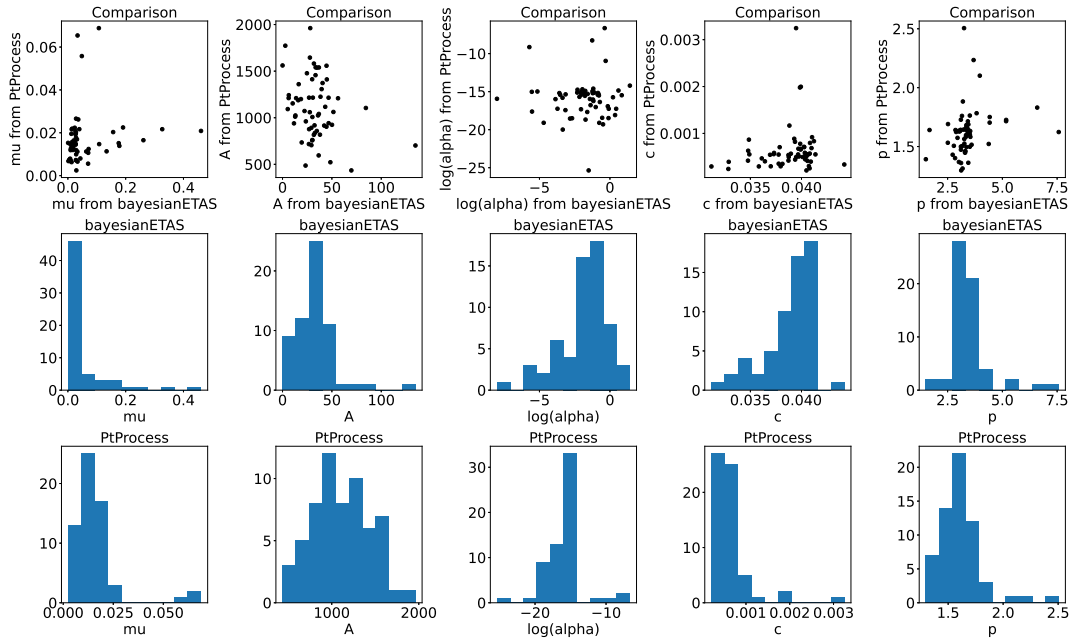 Comparison
mu from PtProcess
0.06
0.04
0.02
0.00
0.0 0.2 0.4
mu from bayesianETAS
Comparison
A from PtProcess
2000
1500
1000
500
0 50 100
A from bayesianETAS
Comparison
log(alpha) from PtProcess
−10
−15
−20
−25
−5 0
log(alpha) from bayesianETAS
Comparison
c from PtProcess
0.003
0.002
0.001
0.035 0.040
c from bayesianETAS
Comparison
p from PtProcess
2.5
2.0
1.5
2.5 5.0 7.5
p from bayesianETAS
bayesianETAS
40
30
20
10
0
0.0 0.2 0.4
mu
bayesianETAS
20
10
0
0 50 100
A
bayesianETAS
15
10
5
0
−5 0
log(alpha)
bayesianETAS
15
10
5
0
0.035 0.040
c
bayesianETAS
20
10
0
2.5 5.0 7.5
p
PtProcess
20
10
0
0.000 0.025 0.050
mu
PtProcess
10
5
0
1000 2000
A
PtProcess
30
20
10
0
−20 −10
log(alpha)
PtProcess
20
10
0
0.001 0.002 0.003
c
PtProcess
20
15
10
5
0
1.5 2.0 2.5
p